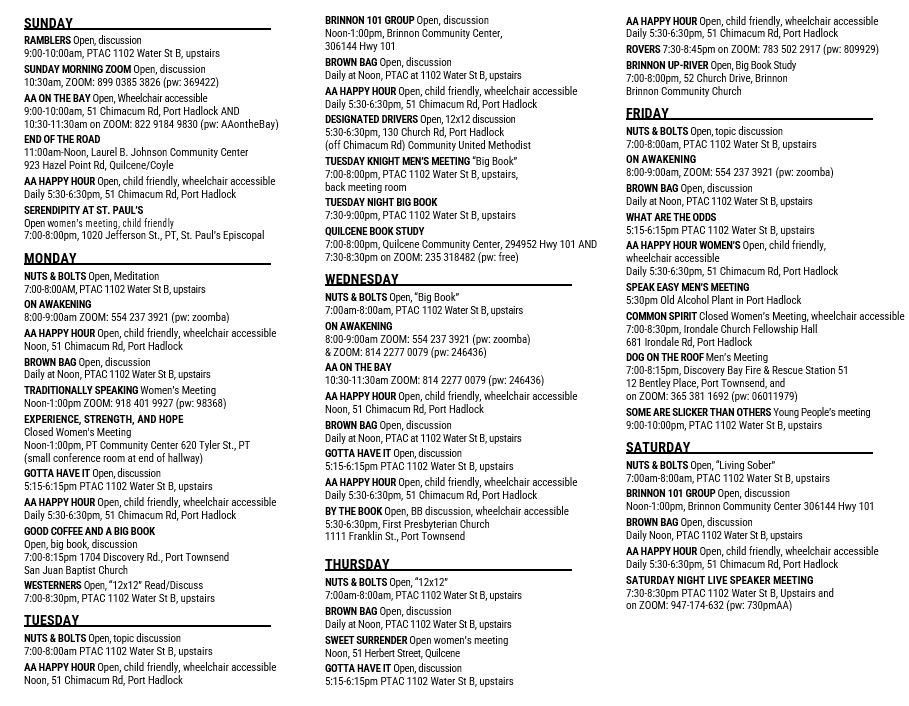 SUNDAY
RAMBLERS Open, discussion
9:00-10:00am, PTAC 1102 Water St B, upstairs
SUNDAY MORNING ZOOM Open, discussion
10:30am, ZOOM: 899 0385 3826 (pw: 369422)
AA ON THE BAY Open, Wheelchair accessible
9:00-10:00am, 51 Chimacum Rd, Port Hadlock AND
10:30-11:30am on ZOOM: 822 9184 9830 (pw: AAontheBay)
END OF THE ROAD
11:00am-Noon, Laurel B. Johnson Community Center
923 Hazel Point Rd, Quilcene/Coyle
AA HAPPY HOUR Open, child friendly, wheelchair accessible
Daily 5:30-6:30pm, 51 Chimacum Rd, Port Hadlock
SERENDIPITY AT ST. PAUL'S
Open women's meeting, child friendly
7:00-8:00pm, 1020 Jefferson St., PT, St. Paul's Episcopal
MONDAY
NUTS & BOLTS Open, Meditation
7:00-8:00AM, PTAC 1102 Water St B, upstairs
ON AWAKENING
8:00-9:00am ZOOM: 554 237 3921 (pw: zoomba)
AA HAPPY HOUR Open, child friendly, wheelchair accessible
Noon, 51 Chimacum Rd, Port Hadlock
BROWN BAG Open, discussion
Daily at Noon, PTAC 1102 Water St B, upstairs
TRADITIONALLY SPEAKING Women's Meeting
Noon-1:00pm ZOOM: 918 401 9927 (pw: 98368)
EXPERIENCE, STRENGTH, AND HOPE
Closed Women's Meeting
Noon-1:00pm, PT Community Center 620 Tyler St., PT
(small conference room at end of hallway)
GOTTA HAVE IT Open, discussion
5:15-6:15pm PTAC 1102 Water St B, upstairs
AA HAPPY HOUR Open, child friendly, wheelchair accessible
Daily 5:30-6:30pm, 51 Chimacum Rd, Port Hadlock
GOOD COFFEE AND A BIG BOOK
Open, big book, discussion
7:00-8:15pm 1704 Discovery Rd., Port Townsend
San Juan Baptist Church
WESTERNERS Open, "12x12" Read/Discuss
7:00-8:30pm, PTAC 1102 Water St B, upstairs
TUESDAY
NUTS & BOLTS Open, topic discussion
7:00-8:00am PTAC 1102 Water St B, upstairs
AA HAPPY HOUR Open, child friendly, wheelchair accessible
Noon, 51 Chimacum Rd, Port Hadlock
BRINNON 101 GROUP Open, discussion
Noon-1:00pm, Brinnon Community Center,
306144 Hwy 101
BROWN BAG Open, discussion
Daily at Noon, PTAC at 1102 Water St B, upstairs
AA HAPPY HOUR Open, child friendly, wheelchair accessible
Daily 5:30-6:30pm, 51 Chimacum Rd, Port Hadlock
DESIGNATED DRIVERS Open, 12x12 discussion
5:30-6:30pm, 130 Church Rd, Port Hadlock
(off Chimacum Rd) Community United Methodist
TUESDAY KNIGHT MEN'S MEETING "Big Book"
7:00-8:00pm, PTAC 1102 Water St B, upstairs,
back meeting room
TUESDAY NIGHT BIG BOOK
7:30-9:00pm, PTAC 1102 Water St B, upstairs
QUILCENE BOOK STUDY
7:00-8:00pm, Quilcene Community Center, 294952 Hwy 101 AND
7:30-8:30pm on ZOOM: 235 318482 (pw: free)
WEDNESDAY
NUTS & BOLTS Open, "Big Book"
7:00am-8:00am, PTAC 1102 Water St B, upstairs
ON AWAKENING
8:00-9:00am ZOOM: 554 237 3921 (pw: zoomba)
& ZOOM: 814 2277 0079 (pw: 246436)
AA ON THE BAY
10:30-11:30am ZOOM: 814 2277 0079 (pw: 246436)
AA HAPPY HOUR Open, child friendly, wheelchair accessible
Noon, 51 Chimacum Rd, Port Hadlock
BROWN BAG Open, discussion
Daily at Noon, PTAC at 1102 Water St B, upstairs
GOTTA HAVE IT Open, discussion
5:15-6:15pm PTAC 1102 Water St B, upstairs
AA HAPPY HOUR Open, child friendly, wheelchair accessible
Daily 5:30-6:30pm, 51 Chimacum Rd, Port Hadlock
BY THE BOOK Open, BB discussion, wheelchair accessible
5:30-6:30pm, First Presbyterian Church
1111 Franklin St., Port Townsend
THURSDAY
NUTS & BOLTS Open, "12x12"
7:00am-8:00am, PTAC 1102 Water St B, upstairs
BROWN BAG Open, discussion
Daily at Noon, PTAC 1102 Water St B, upstairs
SWEET SURRENDER Open women's meeting
Noon, 51 Herbert Street, Quilcene
GOTTA HAVE IT Open, discussion
5:15-6:15pm PTAC 1102 Water St B, upstairs
AA HAPPY HOUR Open, child friendly, wheelchair accessible
Daily 5:30-6:30pm, 51 Chimacum Rd, Port Hadlock
ROVERS 7:30-8:45pm on ZOOM: 783 502 2917 (pw: 809929)
BRINNON UP-RIVER Open, Big Book Study
7:00-8:00pm, 52 Church Drive, Brinnon
Brinnon Community Church
FRIDAY
NUTS & BOLTS Open, topic discussion
7:00-8:00am, PTAC 1102 Water St B, upstairs
ON AWAKENING
8:00-9:00am, ZOOM: 554 237 3921 (pw: zoomba)
BROWN BAG Open, discussion
Daily at Noon, PTAC 1102 Water St B, upstairs
WHAT ARE THE ODDS
5:15-6:15pm PTAC 1102 Water St B, upstairs
AA HAPPY HOUR WOMEN'S Open, child friendly,
wheelchair accessible
Daily 5:30-6:30pm, 51 Chimacum Rd, Port Hadlock
SPEAK EASY MEN'S MEETING
5:30pm Old Alcohol Plant in Port Hadlock
COMMON SPIRIT Closed Women's Meeting, wheelchair accessible
7:00-8:30pm, Irondale Church Fellowship Hall
681 Irondale Rd, Port Hadlock
DOG ON THE ROOF Men's Meeting
7:00-8:15pm, Discovery Bay Fire & Rescue Station 51
12 Bentley Place, Port Townsend, and
on ZOOM: 365 381 1692 (pw: 06011979)
SOME ARE SLICKER THAN OTHERS Young People's meeting
9:00-10:00pm, PTAC 1102 Water St B, upstairs
SATURDAY
NUTS & BOLTS Open, "Living Sober"
7:00am-8:00am, PTAC 1102 Water St B, upstairs
BRINNON 101 GROUP Open, discussion
Noon-1:00pm, Brinnon Community Center 306144 Hwy 101
BROWN BAG Open, discussion
Daily Noon, PTAC 1102 Water St B, upstairs
AA HAPPY HOUR Open, child friendly, wheelchair accessible
Daily 5:30-6:30pm, 51 Chimacum Rd, Port Hadlock
SATURDAY NIGHT LIVE SPEAKER MEETING
7:30-8:30pm PTAC 1102 Water St B, Upstairs and
on ZOOM: 947-174-632 (pw: 730pmAA)